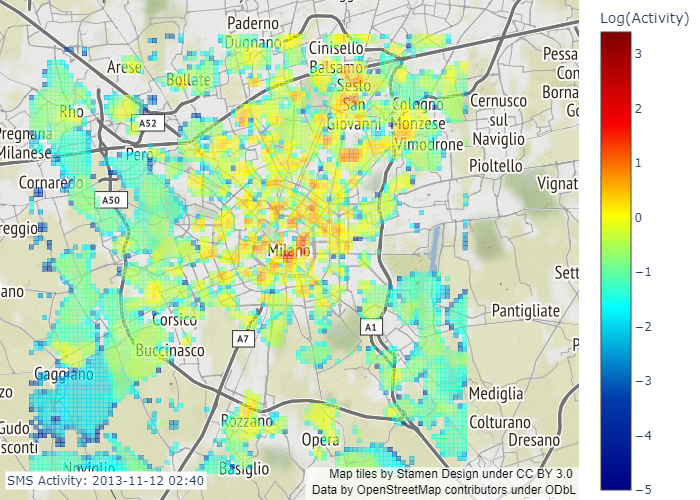 Log(Activity)
Paderno
Dugnano
Cinisello
Balsamo
Arese
Bollate
Sesto
San
Giovanni
Cologno
Monzese
Cernusco
sul
Naviglio
Pessa
Con
Borna
Go
Rho
A52
Pregnana
Milanese
Pero
Vimodrone
Pioltello
Cornaredo
Vignat
A50
reggio
Milano
Sett
ano
Corsico
A7
A1
Pantigliate
P
Buccinasco
Gaggiano
zo
Mediglia
Gudo
sconti
Rozzano
Opera
Colturano
Dresano
Noviglio
Basiglio
SMS Activity: 2013-11-12 02:40
Map tiles by Stamen Design under CC BY 3.0
Data by OpenStreetMap contributors under ODbL
3
2
1
0
−1
−2
−3
−4
−5